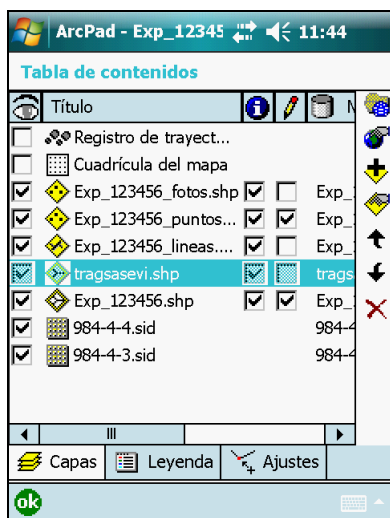 ArcPad - Exp_12345 11:44
Tabla de contenidos
Título
Registro de trayect...
Cuadrícula del mapa
Exp_123456_fotos.shp Exp_
Exp_123456_puntos... Exp_
Exp_123456_lineas.... Exp_
tragsasevi.shp trags
Exp_123456.shp Exp_
984-4-4.sid 984-4
984-4-3.sid 984-4
Capas Leyenda Ajustes
ok